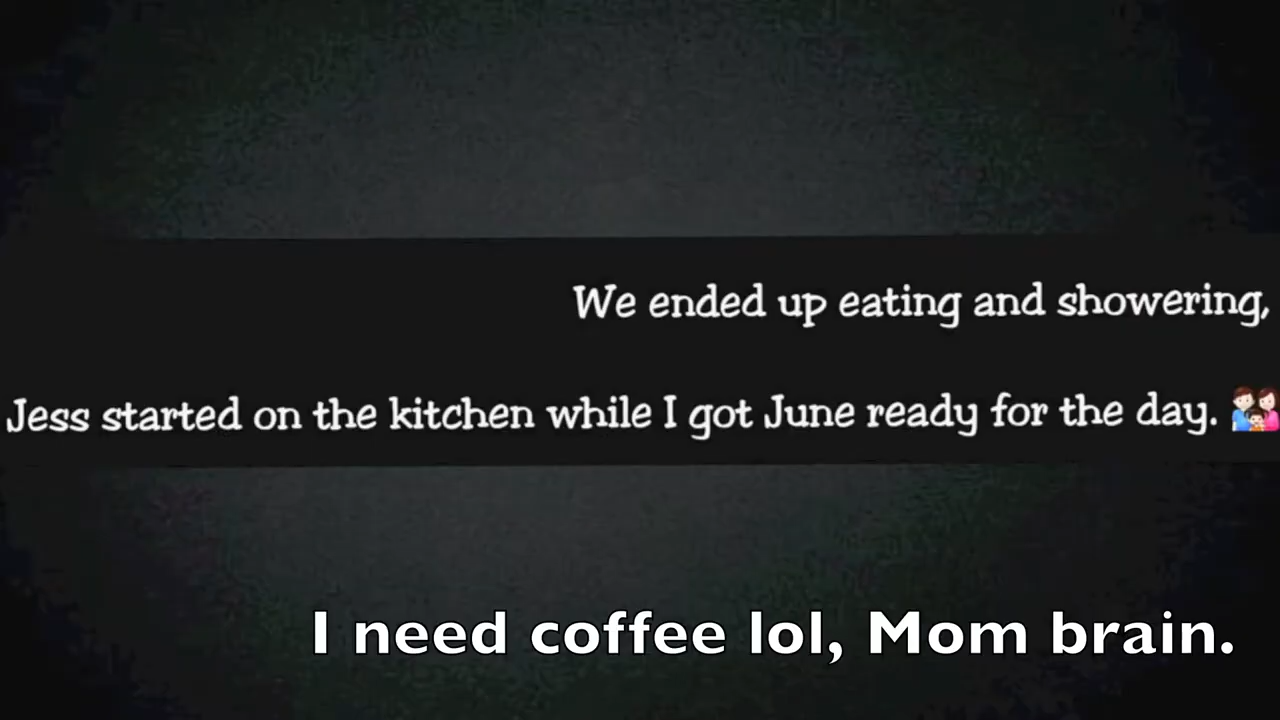 We ended up eating and showering,
Jess started on the kitchen while I got June ready for the day. 👪
I need coffee lol, Mom brain.